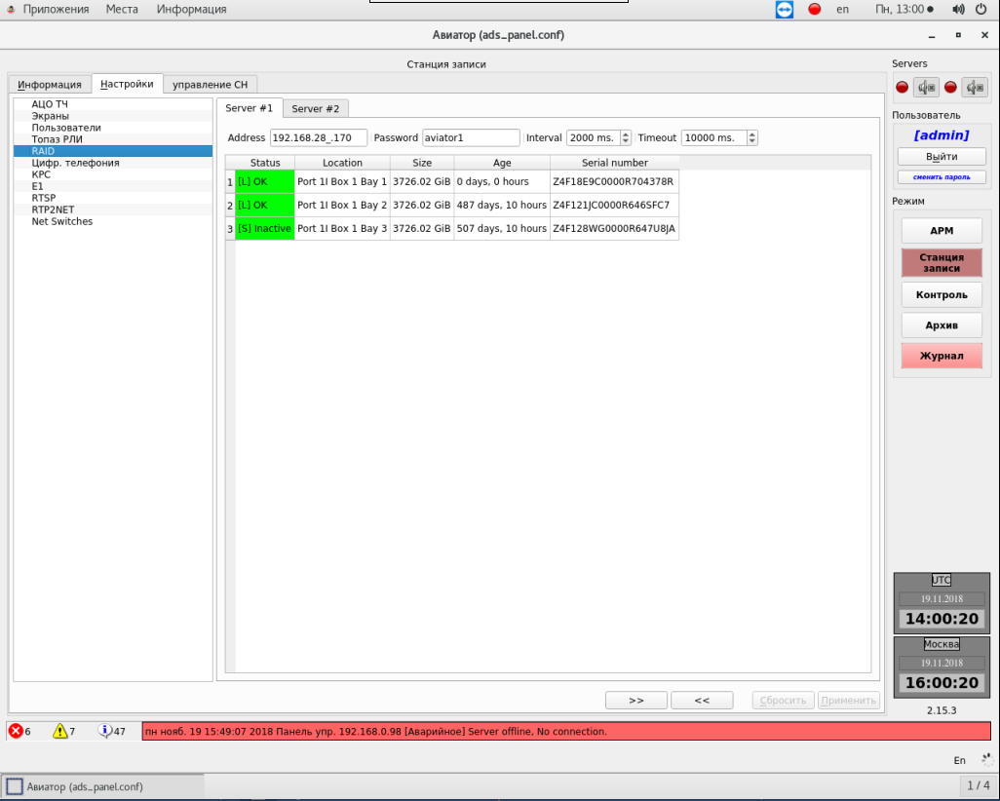 Приложения Места Информация en Пн, 13:00
Авиатор (ads_panel.conf)
Станция записи
Информация Настройки управление СН
АЦО ТЧ
Экраны
Пользователи
Топаз РЛИ
RAID
Цифр. телефония
КРС
E1
RTSP
RTP2NET
Net Switches
Server #1 Server #2
Address 192.168.28_.170 Password aviator1 Interval 2000 ms. Timeout 10000 ms.
Status Location Size Age Serial number
1 [L] OK Port 1I Box 1 Bay 1 3726.02 GiB 0 days, 0 hours Z4F18E9C0000R704378R
2 [L] OK Port 1I Box 1 Bay 2 3726.02 GiB 487 days, 10 hours Z4F121JC0000R646SFC7
3 [S] Inactive Port 1I Box 1 Bay 3 3726.02 GiB 507 days, 10 hours Z4F128WG0000R647U8JA
>> << Сбросить Применить
Servers
Пользователь
[admin]
Выйти
сменить пароль
Режим
АРМ
Станция
записи
Контроль
Архив
Журнал
UTC
19.11.2018
14:00:20
Москва
19.11.2018
16:00:20
2.15.3
6 7 47 пн нояб. 19 15:49:07 2018 Панель упр. 192.168.0.98 [Аварийное] Server offline, No connection.
En
Авиатор (ads_panel.conf) 1 / 4